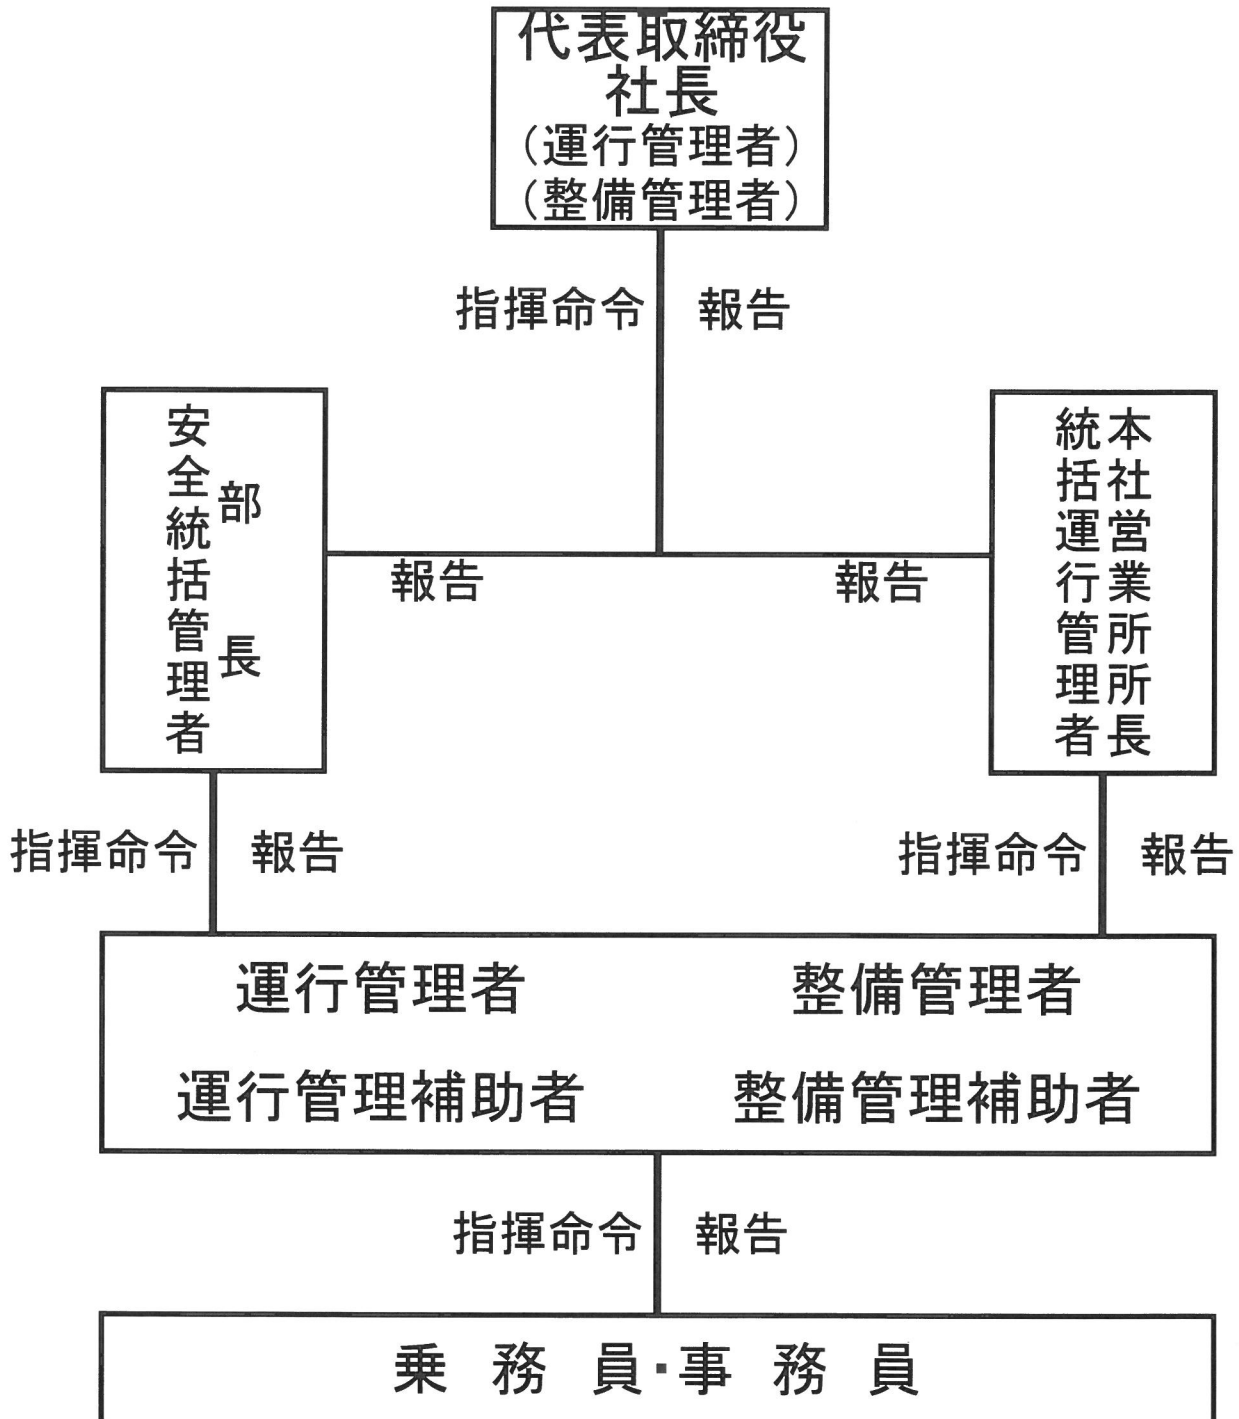 代表取締役
社長
（運行管理者）
（整備管理者）
指揮命令　報告
部長
安全統括管理者
本社営業所所長
統括運行管理者
報告
報告
指揮命令　報告
指揮命令　報告
運行管理者　整備管理者
運行管理補助者　整備管理補助者
指揮命令　報告
乗務員・事務員